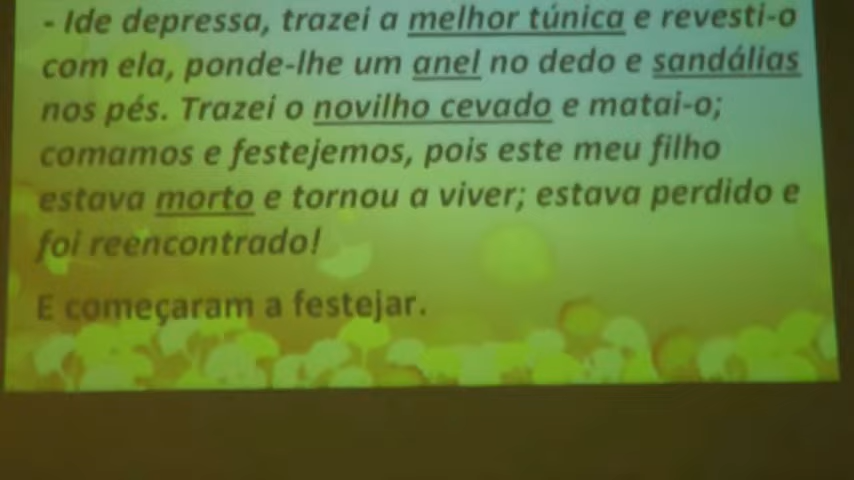 - Ide depressa, trazei a melhor túnica e revesti-o
com ela, ponde-lhe um anel no dedo e sandálias
nos pés. Trazei o novilho cevado e matai-o;
comamos e festejemos, pois este meu filho
estava morto e tornou a viver; estava perdido e
foi reencontrado!
E começaram a festejar.